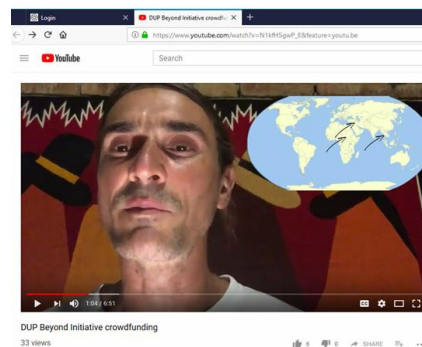 Login
DUP Beyond Initiative crowdfu
https://www.youtube.com/watch?v=N1kfHSgwP_E&feature=youtu.be
YouTube
Search
1:04 / 6:51
DUP Beyond Initiative crowdfunding
33 views
6
0
SHARE